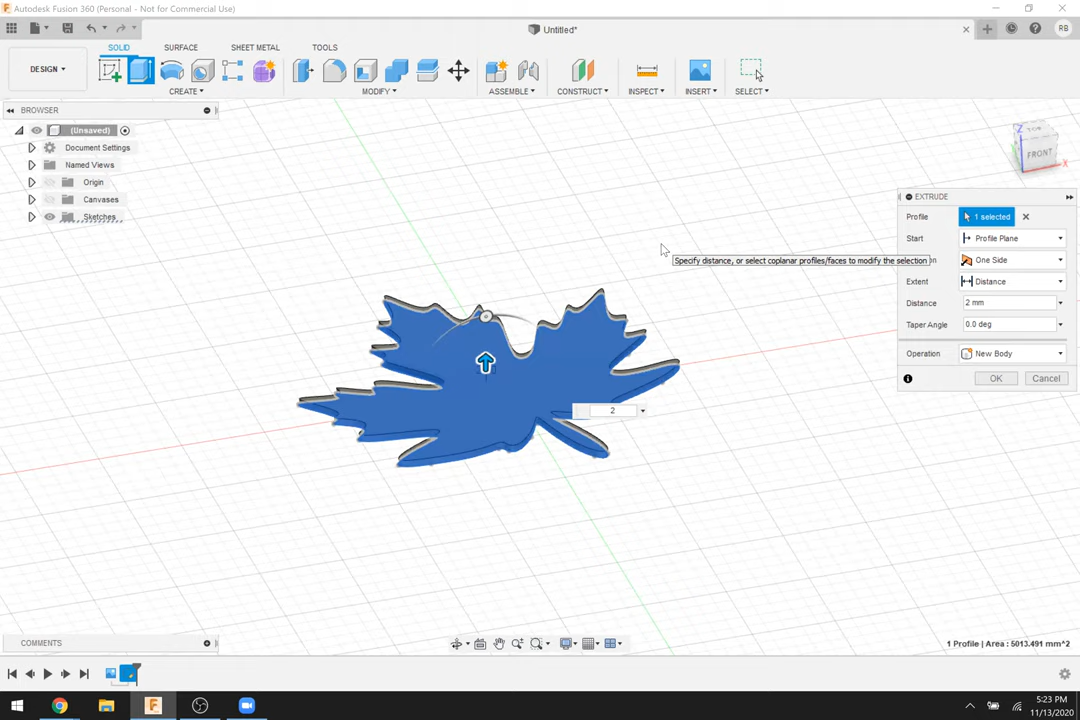 Autodesk Fusion 360 (Personal - Not for Commercial Use)
Untitled*
RB
DESIGN
SOLID
SURFACE
SHEET METAL
TOOLS
CREATE
MODIFY
ASSEMBLE
CONSTRUCT
INSPECT
INSERT
SELECT
BROWSER
(Unsaved)
Document Settings
Named Views
Origin
Canvases
Sketches
TOP
FRONT
Z
X
EXTRUDE
Profile
1 selected
Start
Profile Plane
Specify distance, or select coplanar profiles/faces to modify the selection
on
One Side
Extent
Distance
Distance
2 mm
Taper Angle
0.0 deg
Operation
New Body
OK
Cancel
2
COMMENTS
1 Profile | Area : 5013.491 mm^2
5:23 PM
11/13/2020